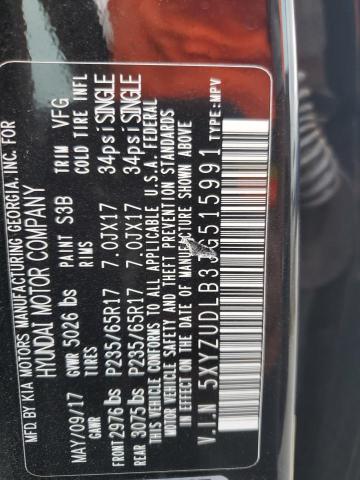 MFD.BY KIA MOTORS MANUFACTURING GEORGIA, INC. FOR
HYUNDAI MOTOR COMPANY
MAY/09/17 GVWR 5026 lbs PAINT S3B TRIM VFG
GAWR TIRES RIMS COLD TIRE INFL
FRONT 2976 lbs P235/65R17 7.0JX17 34psi SINGLE
REAR 3075 lbs P235/65R17 7.0JX17 34psi SINGLE
THIS VEHICLE CONFORMS TO ALL APPLICABLE U.S.A. FEDERAL
MOTOR VEHICLE SAFETY AND THEFT PREVENTION STANDARDS
IN EFFECT ON THE DATE OF MANUFACTURE SHOWN ABOVE.
V.I.N 5XYZUDLB3 G515991 TYPE:MPV